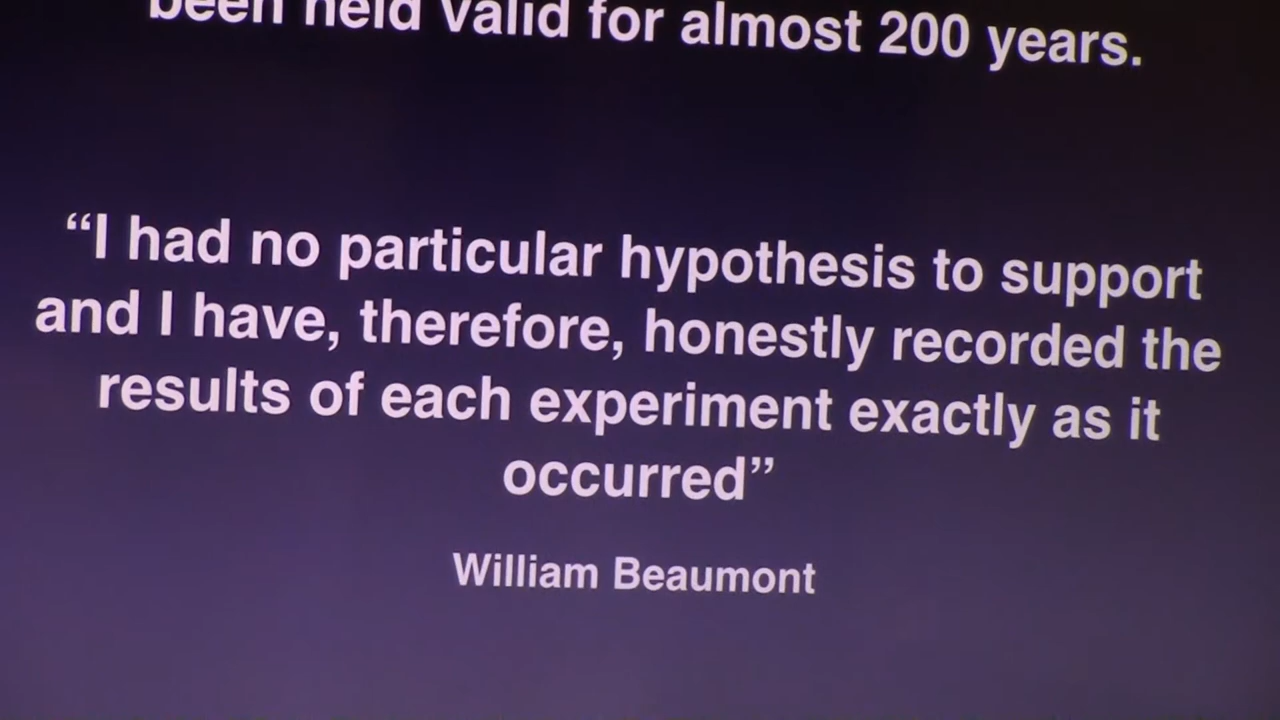 been held valid for almost 200 years.
“I had no particular hypothesis to support
and I have, therefore, honestly recorded the
results of each experiment exactly as it
occurred”
William Beaumont